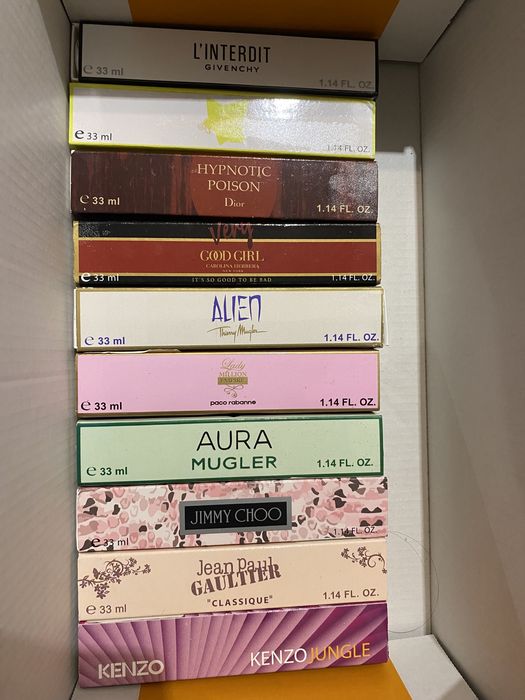 L'INTERDIT
GIVENCHY
e 33 ml
1.14 FL. OZ.
e 33 ml
1.14 FL. OZ.
HYPNOTIC
POISON
Dior
e 33 ml
1.14 FL. OZ.
very
GOOD GIRL
CAROLINA HERRERA
NEW YORK
e 33 ml
IT'S SO GOOD TO BE BAD
1.14 FL. OZ.
ALIEN
Thierry Mugler
e 33 ml
1.14 FL. OZ.
Lady
MILLION
EMPIRE
paco rabanne
e 33 ml
1.14 FL. OZ.
AURA
MUGLER
e 33 ml
1.14 FL. OZ.
JIMMY CHOO
e 33 ml
1.14 FL. OZ.
Jean Paul
GAULTIER
"CLASSIQUE"
e 33 ml
1.14 FL. OZ.
KENZO
KENZOJUNGLE